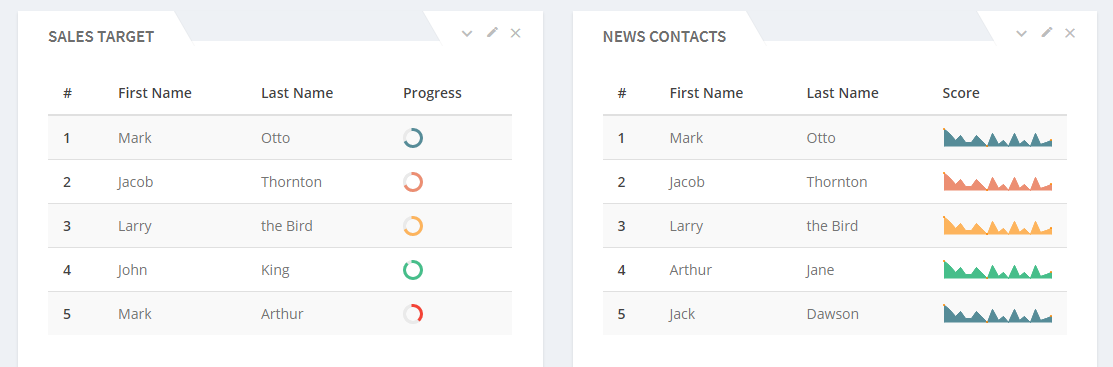 SALES TARGET
# First Name Last Name Progress
1 Mark Otto
2 Jacob Thornton
3 Larry the Bird
4 John King
5 Mark Arthur
NEWS CONTACTS
# First Name Last Name Score
1 Mark Otto
2 Jacob Thornton
3 Larry the Bird
4 Arthur Jane
5 Jack Dawson